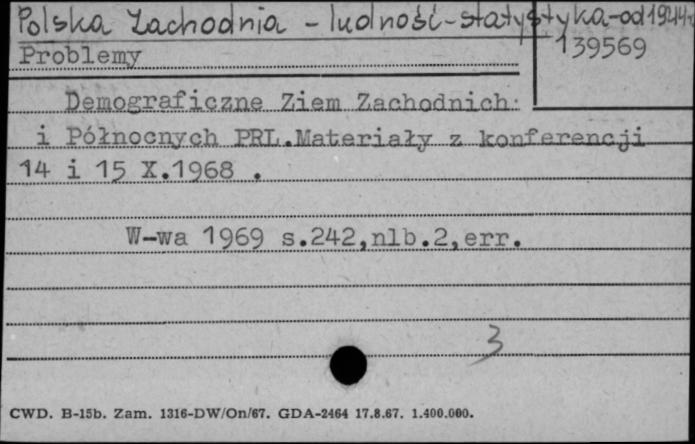 Polska Zachodnia - ludność - statystyka - od 1944r.
139569
Problemy
Demograficzne Ziem Zachodnich
i Północnych PRL.Materiały z konferencji
14 i 15 X.1968 .
W-wa 1969 s.242,nlb.2,err.
3
CWD. B-15b. Zam. 1316-DW/On/67. GDA-2464 17.8.67. 1.400.000.